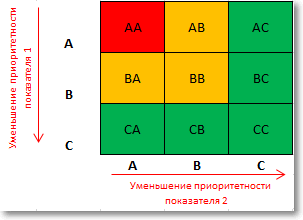 Уменьшение приоритетности
показателя 1
A
AA AB AC
B
BA BB BC
C
CA CB CC
A B C
Уменьшение приоритетности
показателя 2